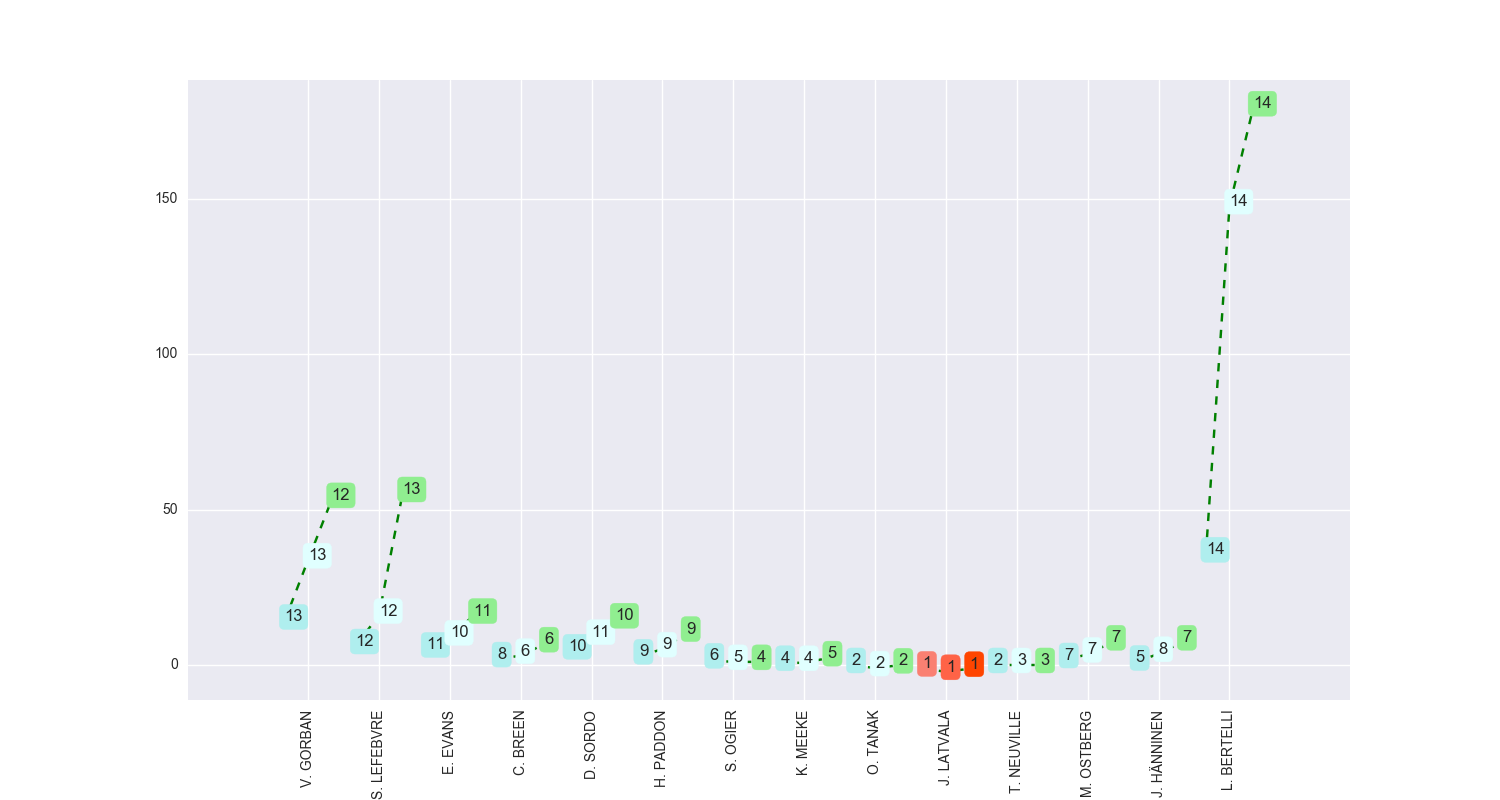 150
100
50
0
13 13 12
12 12 13
11 10 11
8 6 6
10 11 10
9 9 9
6 5 4
4 4 5
2 2 2
1 1 1
2 3 3
7 7 7
5 8 7
14 14 14
V. GORBAN
S. LEFEBVRE
E. EVANS
C. BREEN
D. SORDO
H. PADDON
S. OGIER
K. MEEKE
O. TANAK
J. LATVALA
T. NEUVILLE
M. OSTBERG
J. HÄNNINEN
L. BERTELLI